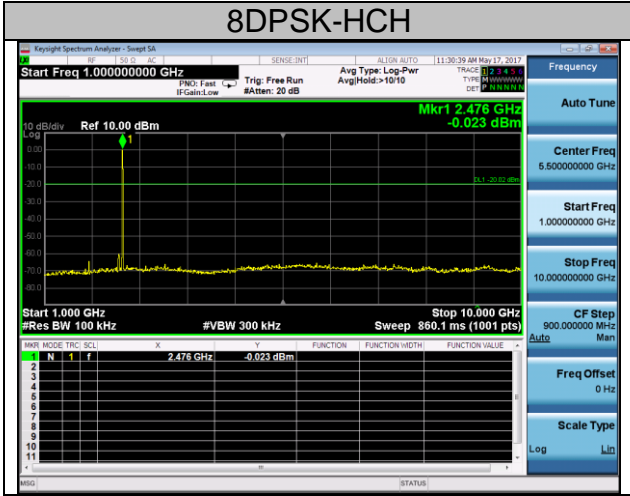 8DPSK-HCH
Keysight Spectrum Analyzer - Swept SA
RF 50 Ω AC SENSE:INT ALIGN AUTO 11:30:39 AM May 17, 2017
Start Freq 1.000000000 GHz
PNO: Fast
IFGain:Low
Trig: Free Run
#Atten: 20 dB
Avg Type: Log-Pwr
Avg|Hold:>10/10
TRACE 1 2 3 4 5 6
TYPE M WWWWW
DET P N N N N N
Mkr1 2.476 GHz
-0.023 dBm
10 dB/div Ref 10.00 dBm
Log
1
0.00
-10.0
-20.0
DL1 -20.02 dBm
-30.0
-40.0
-50.0
-60.0
-70.0
-80.0
Start 1.000 GHz Stop 10.000 GHz
#Res BW 100 kHz #VBW 300 kHz Sweep 860.1 ms (1001 pts)
MKR MODE TRC SCL X Y FUNCTION FUNCTION WIDTH FUNCTION VALUE
1 N 1 f 2.476 GHz -0.023 dBm
2
3
4
5
6
7
8
9
10
11
MSG STATUS
Frequency
Auto Tune
Center Freq
5.500000000 GHz
Start Freq
1.000000000 GHz
Stop Freq
10.000000000 GHz
CF Step
900.000000 MHz
Auto Man
Freq Offset
0 Hz
Scale Type
Log Lin